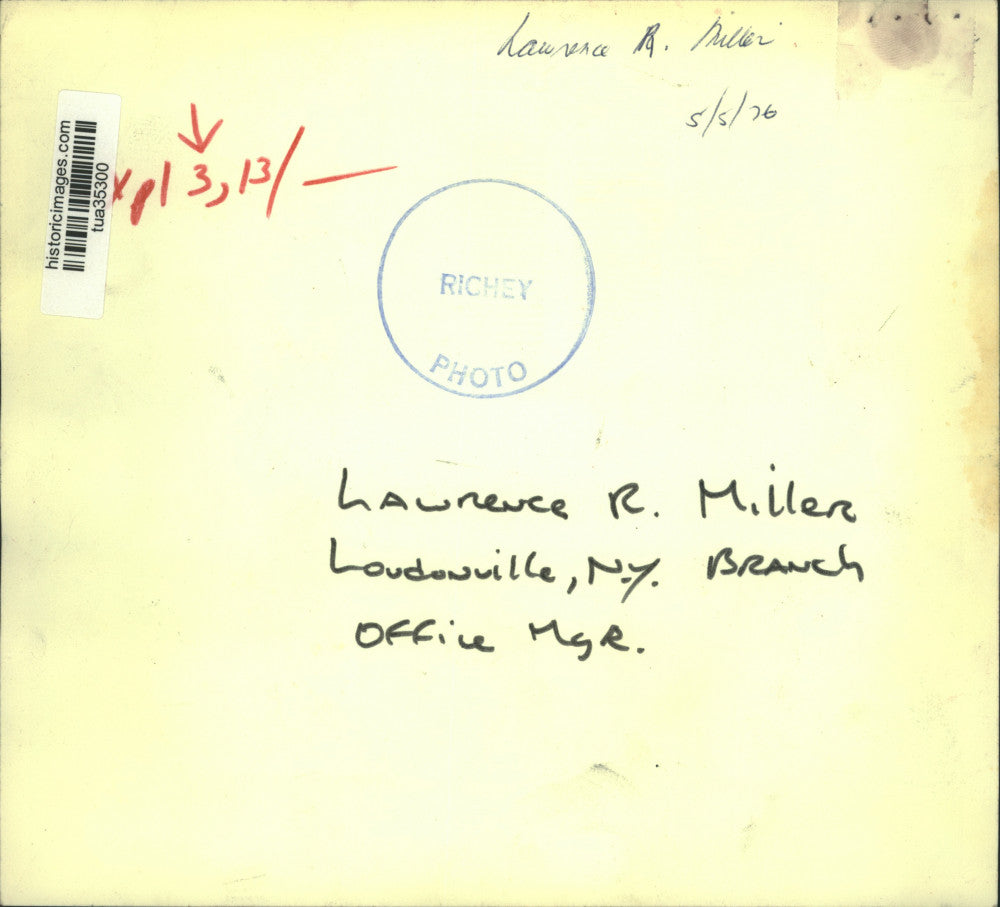 Lawrence R. Miller
5/5/76
historicimages.com
tua35300
3, 13/ —
RICHEY
PHOTO
LAWRENCE R. Miller
Loudonville, N.Y. BRANCH
OFFice MgR.